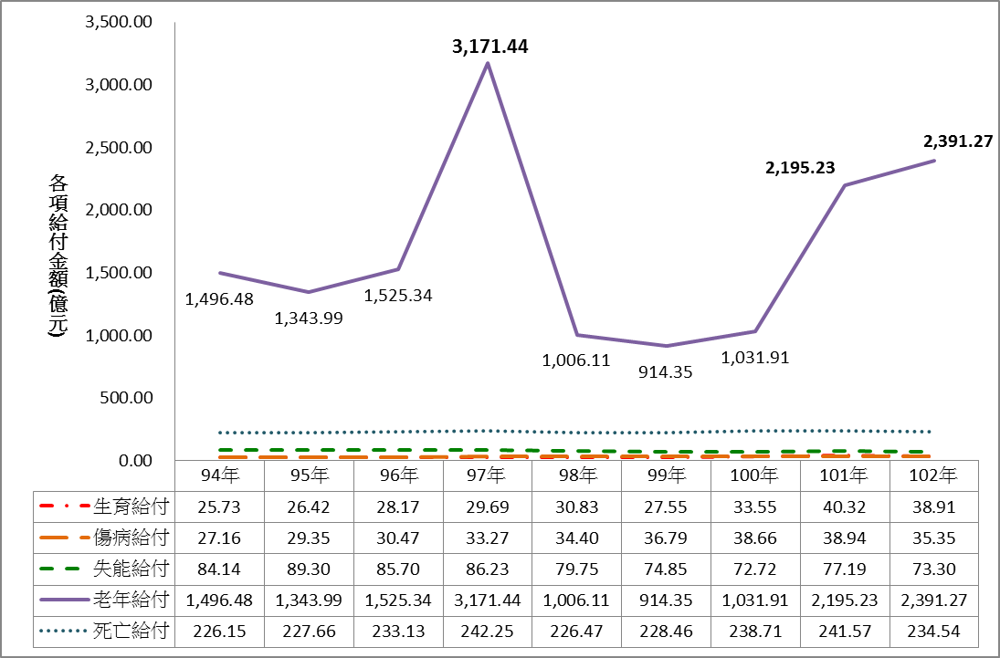 3,500.00
3,000.00
2,500.00
2,000.00
1,500.00
1,000.00
500.00
0.00
各項給付金額(億元)
3,171.44
2,391.27
2,195.23
1,496.48
1,343.99
1,525.34
1,006.11
914.35
1,031.91
94年 95年 96年 97年 98年 99年 100年 101年 102年
生育給付 25.73 26.42 28.17 29.69 30.83 27.55 33.55 40.32 38.91
傷病給付 27.16 29.35 30.47 33.27 34.40 36.79 38.66 38.94 35.35
失能給付 84.14 89.30 85.70 86.23 79.75 74.85 72.72 77.19 73.30
老年給付 1,496.48 1,343.99 1,525.34 3,171.44 1,006.11 914.35 1,031.91 2,195.23 2,391.27
死亡給付 226.15 227.66 233.13 242.25 226.47 228.46 238.71 241.57 234.54